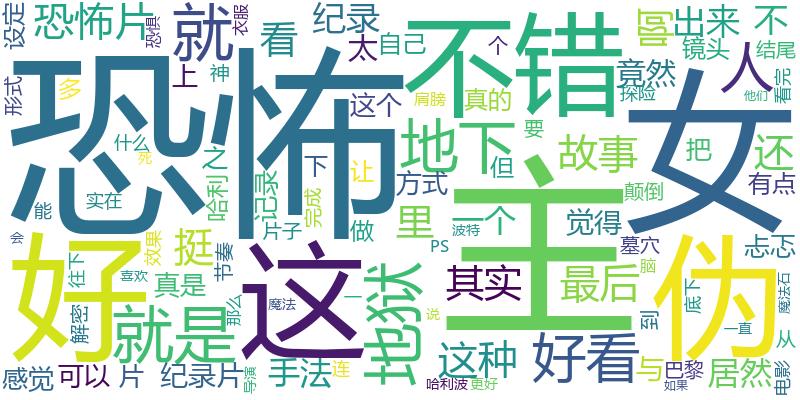 设定
恐怖片
恐惧
就
衣服
看
纪录
太
自己
个
不错
啊
出来
不
镜头
结尾
形式
多
上
神
这个
肩膀
真的
竟然
人
探险
看完
他们
恐怖
什么
死
之
下
让
方式
地下
但
要
故事
女
把
还
有点
能
实在
哈利
记录
完成
做
里
一个
主
觉得
颠倒
会
效果
片子
波特
PS
墓穴
忐忑
好
往下
喜欢
挺
节奏
这
一
地狱
其实
最后
伪
脑
底下
魔法石
解密
真是
就是
那么
魔法
说
到
一直
从
感觉
可以
片
纪录片
导演
手法
连
这种
哈利波
更好
好看
与
巴黎
如果
居然
电影